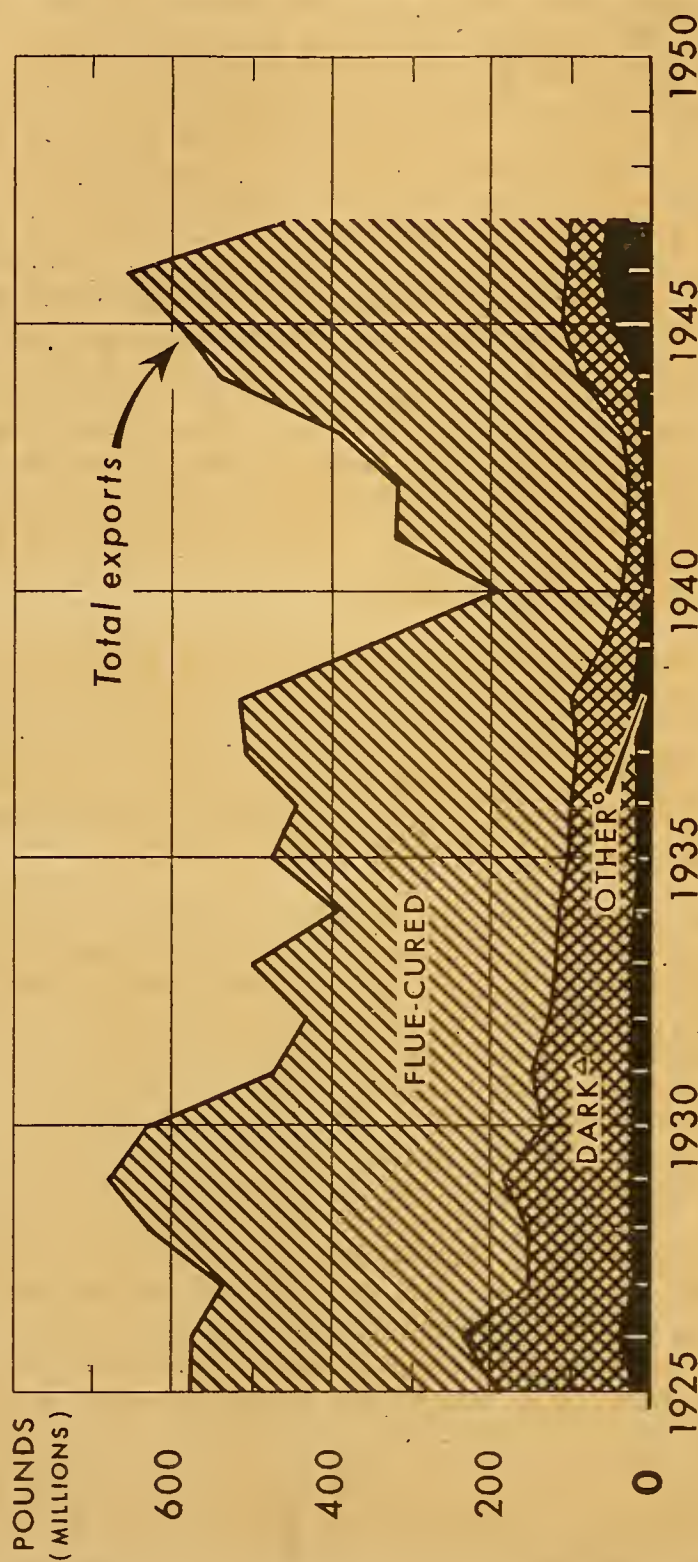 POUNDS
(MILLIONS)
600
400
200
0
Total exports
FLUE-CURED
DARK△
OTHER°
1925 1930 1935 1940 1945 1950